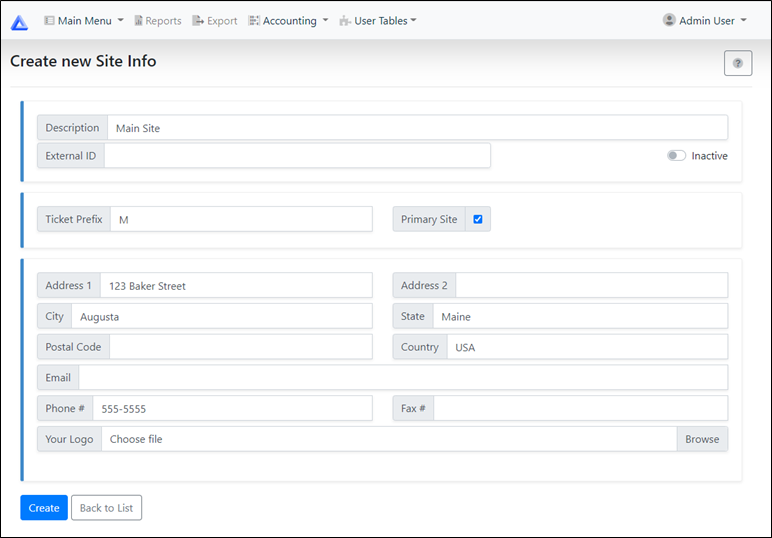 Main Menu Reports Export Accounting User Tables Admin User
Create new Site Info ?
Description Main Site
External ID Inactive
Ticket Prefix M Primary Site
Address 1 123 Baker Street Address 2
City Augusta State Maine
Postal Code Country USA
Email
Phone # 555-5555 Fax #
Your Logo Choose file Browse
Create Back to List